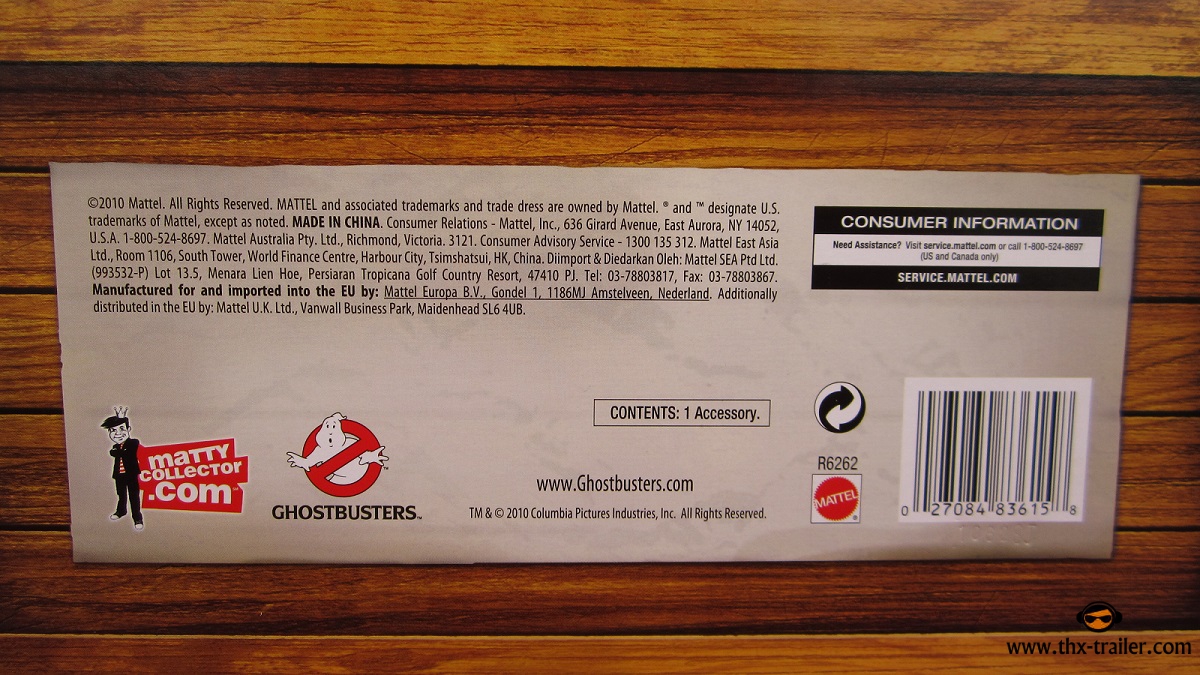 ©2010 Mattel. All Rights Reserved. MATTEL and associated trademarks and trade dress are owned by Mattel. ® and ™ designate U.S.
trademarks of Mattel, except as noted. MADE IN CHINA. Consumer Relations - Mattel, Inc., 636 Girard Avenue, East Aurora, NY 14052,
U.S.A. 1-800-524-8697. Mattel Australia Pty. Ltd., Richmond, Victoria. 3121. Consumer Advisory Service - 1300 135 312. Mattel East Asia
Ltd., Room 1106, South Tower, World Finance Centre, Harbour City, Tsimshatsui, HK, China. Diimport & Diedarkan Oleh: Mattel SEA Ptd Ltd.
(993532-P) Lot 13.5, Menara Lien Hoe, Persiaran Tropicana Golf Country Resort, 47410 PJ. Tel: 03-78803817, Fax: 03-78803867.
Manufactured for and imported into the EU by: Mattel Europa B.V., Gondel 1, 1186MJ Amstelveen, Nederland. Additionally
distributed in the EU by: Mattel U.K. Ltd., Vanwall Business Park, Maidenhead SL6 4UB.
CONSUMER INFORMATION
Need Assistance? Visit service.mattel.com or call 1-800-524-8697
(US and Canada only)
SERVICE.MATTEL.COM
CONTENTS: 1 Accessory.
maTTY
COLLECTOR
.com™
GHOSTBUSTERS™
www.Ghostbusters.com
TM & © 2010 Columbia Pictures Industries, Inc. All Rights Reserved.
R6262
MATTEL®
0 27084 83615 8
www.thx-trailer.com